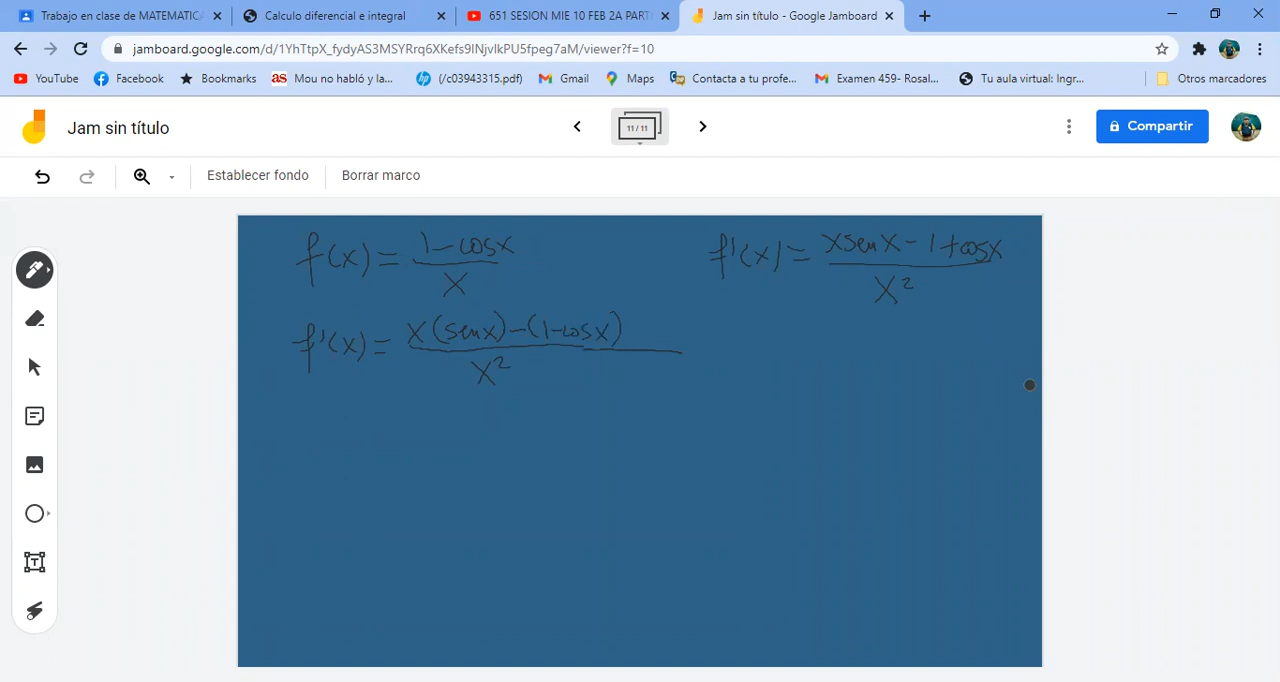 Trabajo en clase de MATEMATICA
Calculo diferencial e integral
651 SESION MIE 10 FEB 2A PARTE
Jam sin título - Google Jamboard
jamboard.google.com/d/1YhTtpX_fydyAS3MSYRrq6XKefs9INjvlkPU5fpeg7aM/viewer?f=10
YouTube
Facebook
Bookmarks
Mou no habló y la...
(/c03943315.pdf)
Gmail
Maps
Contacta a tu profe...
Examen 459- Rosal...
Tu aula virtual: Ingr...
Otros marcadores
Jam sin título
11 / 11
Compartir
Establecer fondo
Borrar marco
f(x) = (1-cosx)/x
f'(x) = (xsenx-1+cosx)/x²
f'(x) = (x(senx)-(1-cosx))/x²